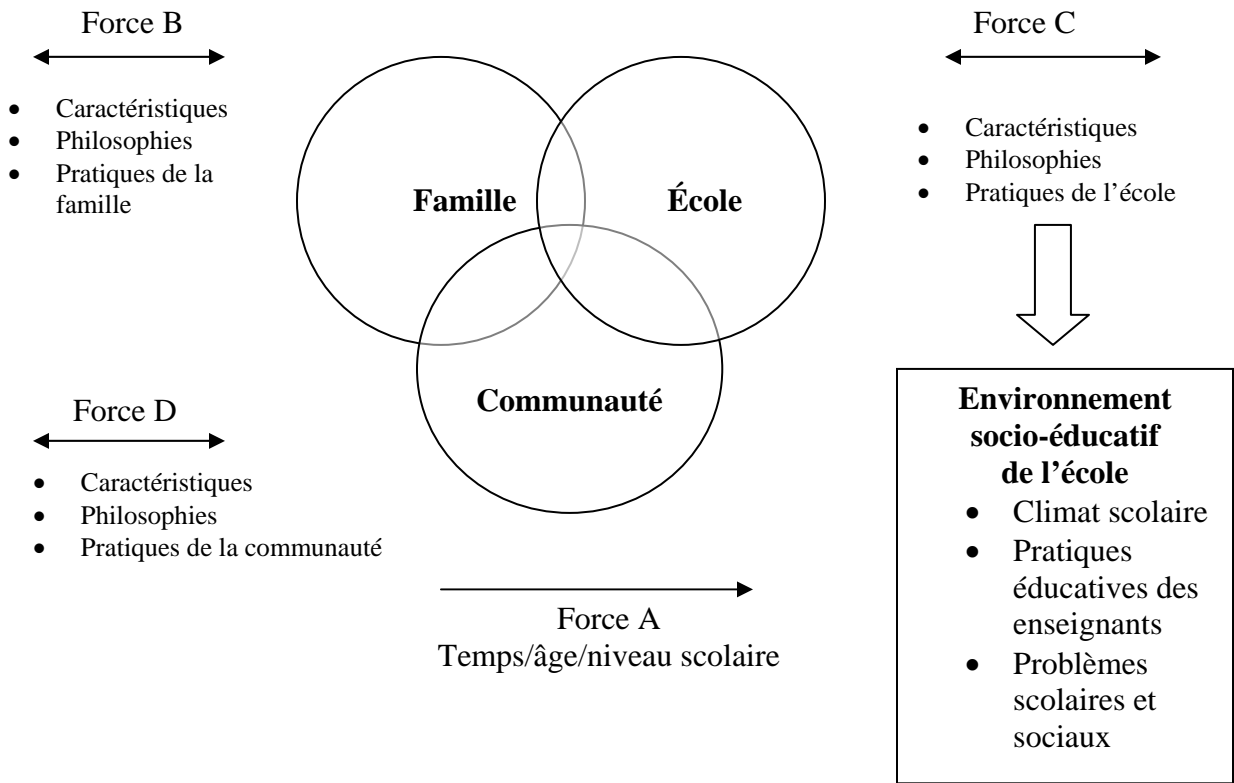 Force B
• Caractéristiques
• Philosophies
• Pratiques de la
famille
Famille
École
Communauté
Force C
• Caractéristiques
• Philosophies
• Pratiques de l'école
Force D
• Caractéristiques
• Philosophies
• Pratiques de la communauté
Force A
Temps/âge/niveau scolaire
Environnement
socio-éducatif
de l'école
• Climat scolaire
• Pratiques
éducatives des
enseignants
• Problèmes
scolaires et
sociaux